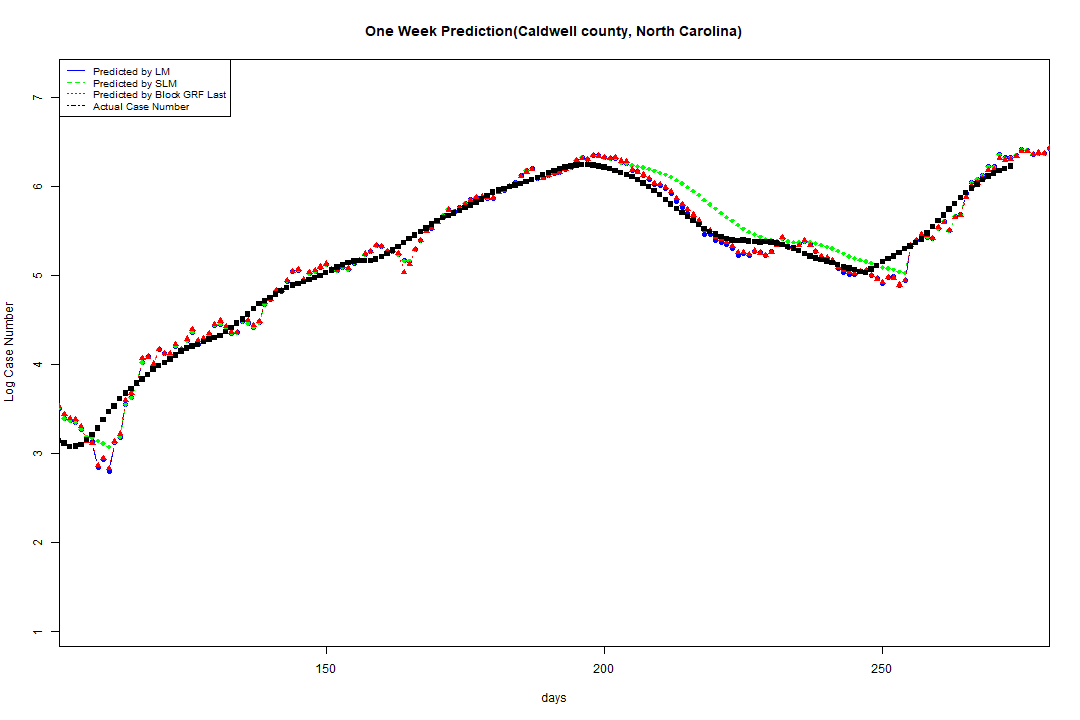 One Week Prediction(Caldwell county, North Carolina)
Predicted by LM
Predicted by SLM
Predicted by Block GRF Last
Actual Case Number
7
6
5
4
3
2
1
Log Case Number
150 200 250
days